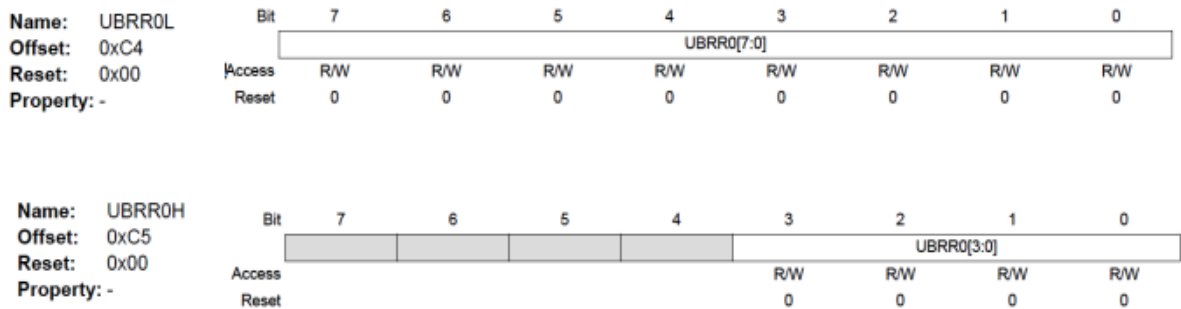 Name: UBRR0L
Offset: 0xC4
Reset: 0x00
Property: -
Bit 7 6 5 4 3 2 1 0
UBRR0[7:0]
Access R/W R/W R/W R/W R/W R/W R/W R/W
Reset 0 0 0 0 0 0 0 0
Name: UBRR0H
Offset: 0xC5
Reset: 0x00
Property: -
Bit 7 6 5 4 3 2 1 0
UBRR0[3:0]
Access R/W R/W R/W R/W
Reset 0 0 0 0